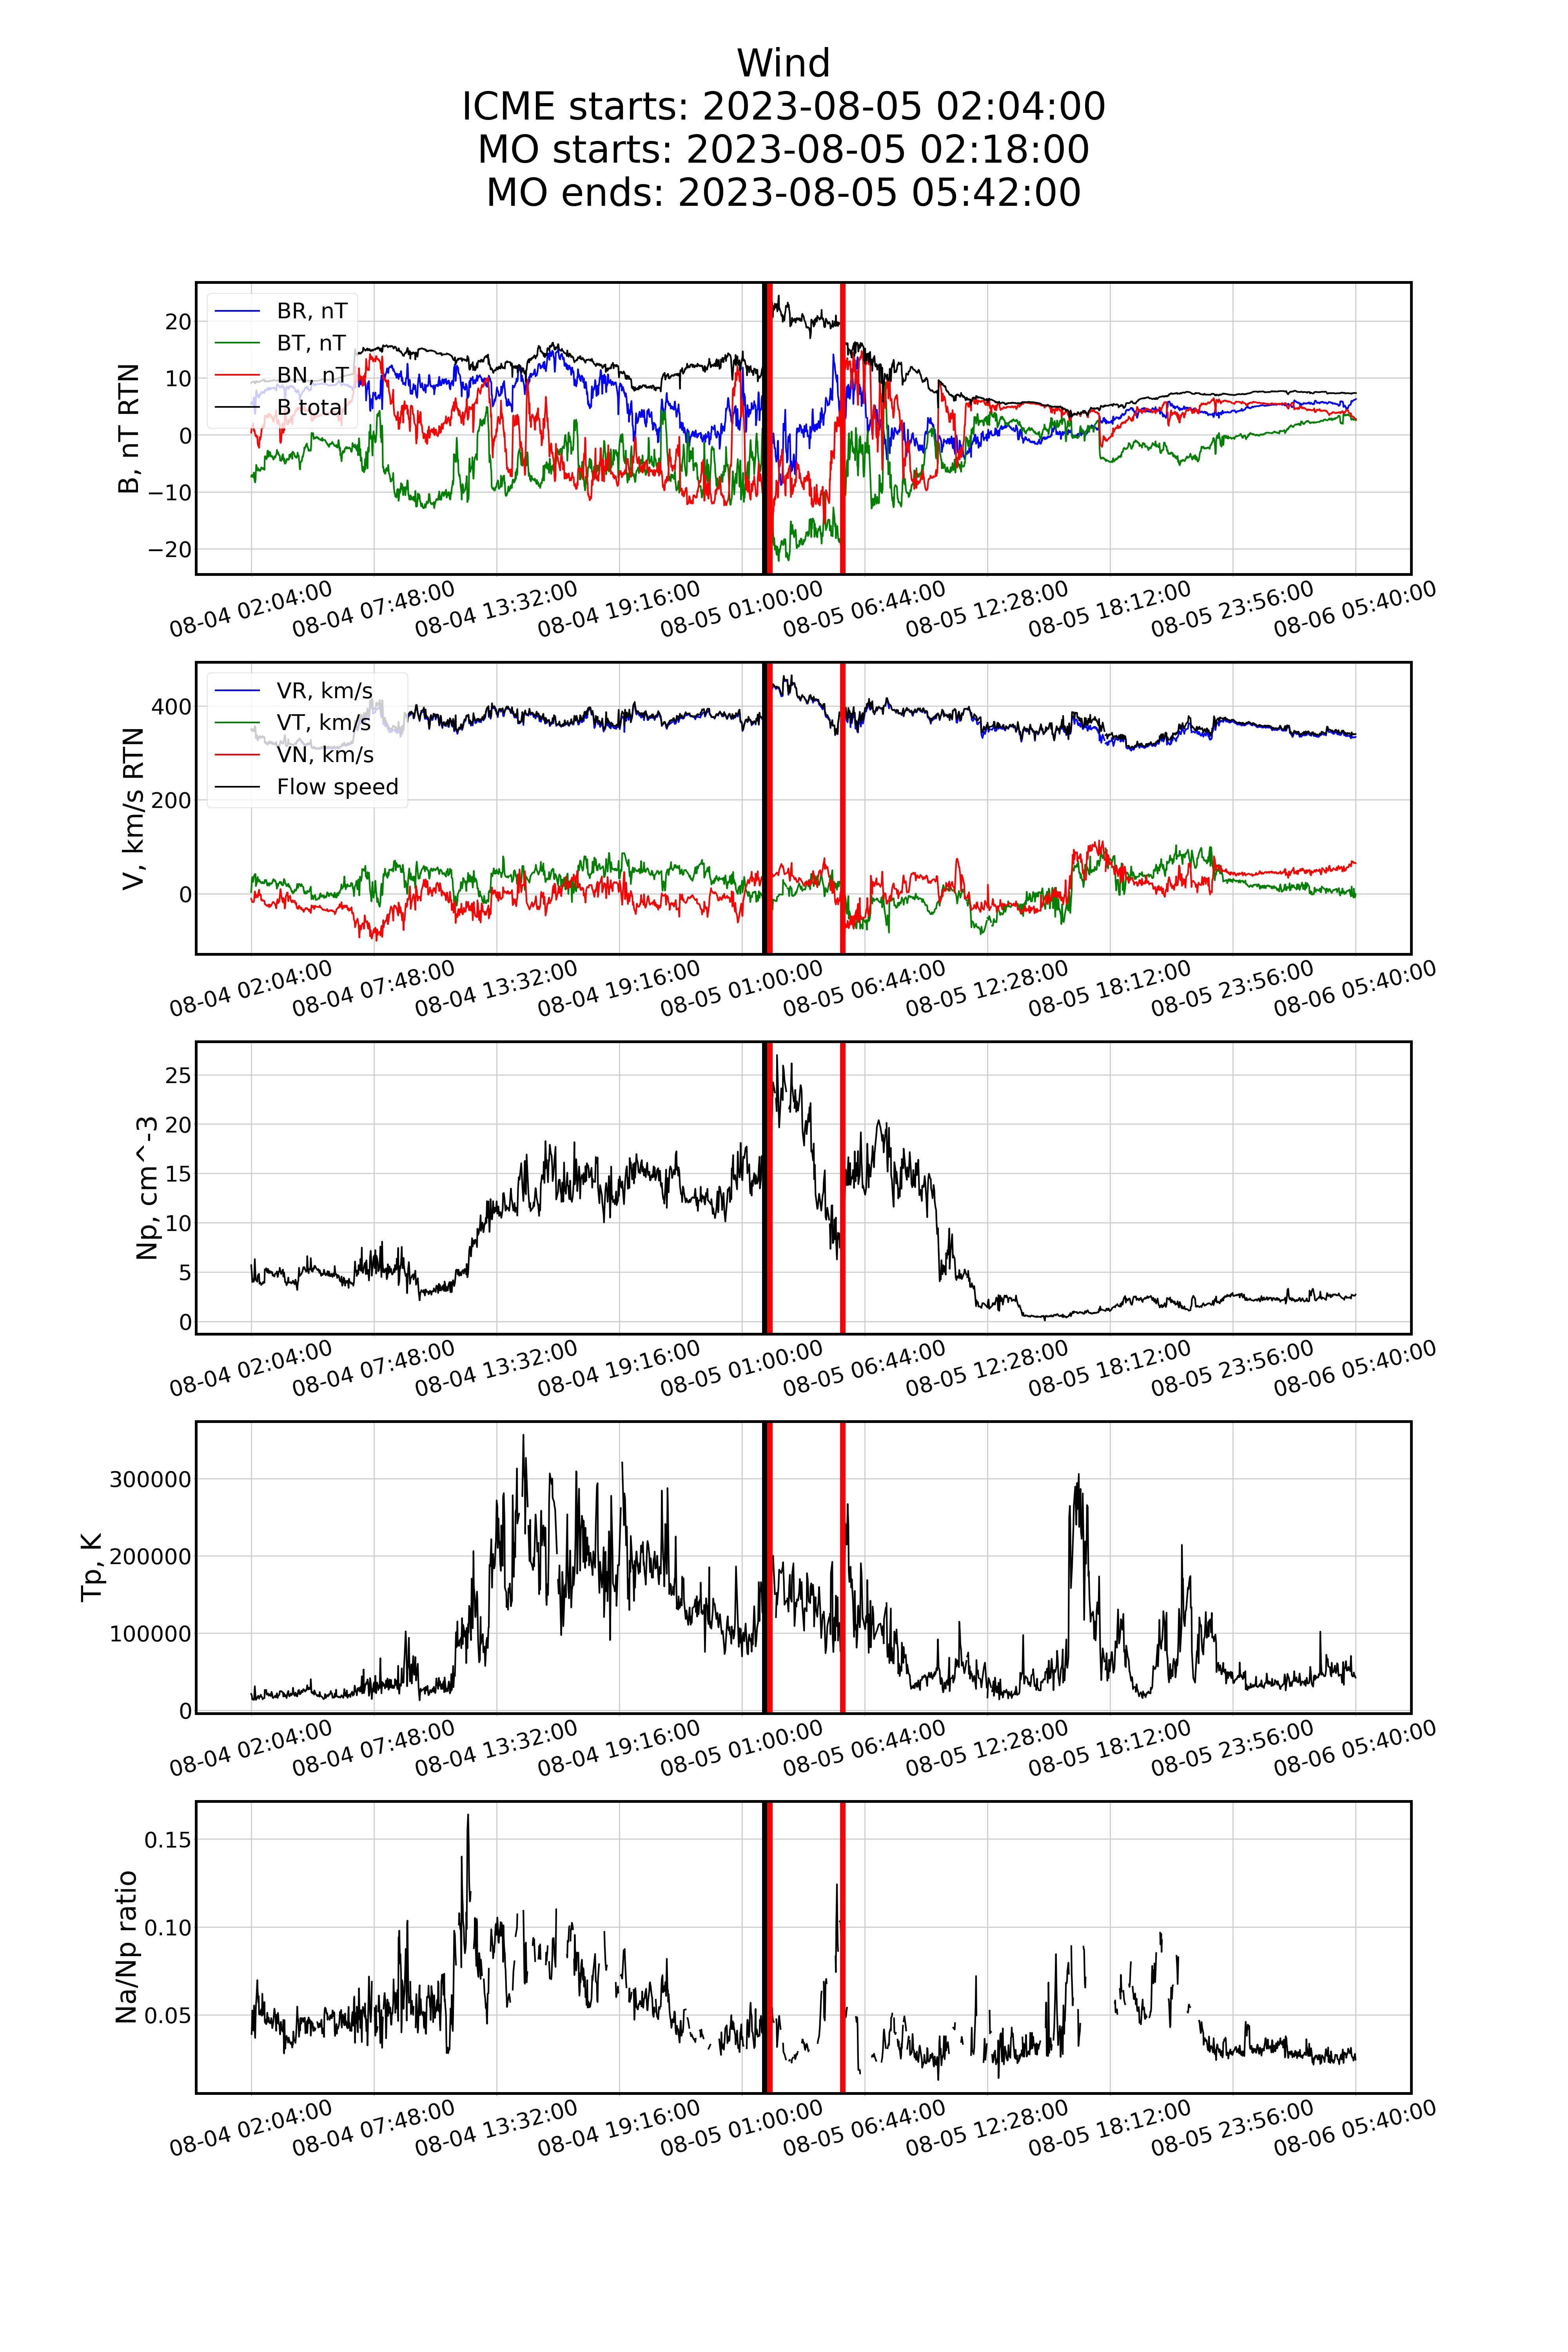 Wind
ICME starts: 2023-08-05 02:04:00
MO starts: 2023-08-05 02:18:00
MO ends: 2023-08-05 05:42:00
B, nT RTN
20
10
0
−10
−20
BR, nT
BT, nT
BN, nT
B total
08-04 02:04:00 08-04 07:48:00 08-04 13:32:00 08-04 19:16:00 08-05 01:00:00 08-05 06:44:00 08-05 12:28:00 08-05 18:12:00 08-05 23:56:00 08-06 05:40:00
V, km/s RTN
400
200
0
VR, km/s
VT, km/s
VN, km/s
Flow speed
08-04 02:04:00 08-04 07:48:00 08-04 13:32:00 08-04 19:16:00 08-05 01:00:00 08-05 06:44:00 08-05 12:28:00 08-05 18:12:00 08-05 23:56:00 08-06 05:40:00
Np, cm^-3
25
20
15
10
5
0
08-04 02:04:00 08-04 07:48:00 08-04 13:32:00 08-04 19:16:00 08-05 01:00:00 08-05 06:44:00 08-05 12:28:00 08-05 18:12:00 08-05 23:56:00 08-06 05:40:00
Tp, K
300000
200000
100000
0
08-04 02:04:00 08-04 07:48:00 08-04 13:32:00 08-04 19:16:00 08-05 01:00:00 08-05 06:44:00 08-05 12:28:00 08-05 18:12:00 08-05 23:56:00 08-06 05:40:00
Na/Np ratio
0.15
0.10
0.05
08-04 02:04:00 08-04 07:48:00 08-04 13:32:00 08-04 19:16:00 08-05 01:00:00 08-05 06:44:00 08-05 12:28:00 08-05 18:12:00 08-05 23:56:00 08-06 05:40:00